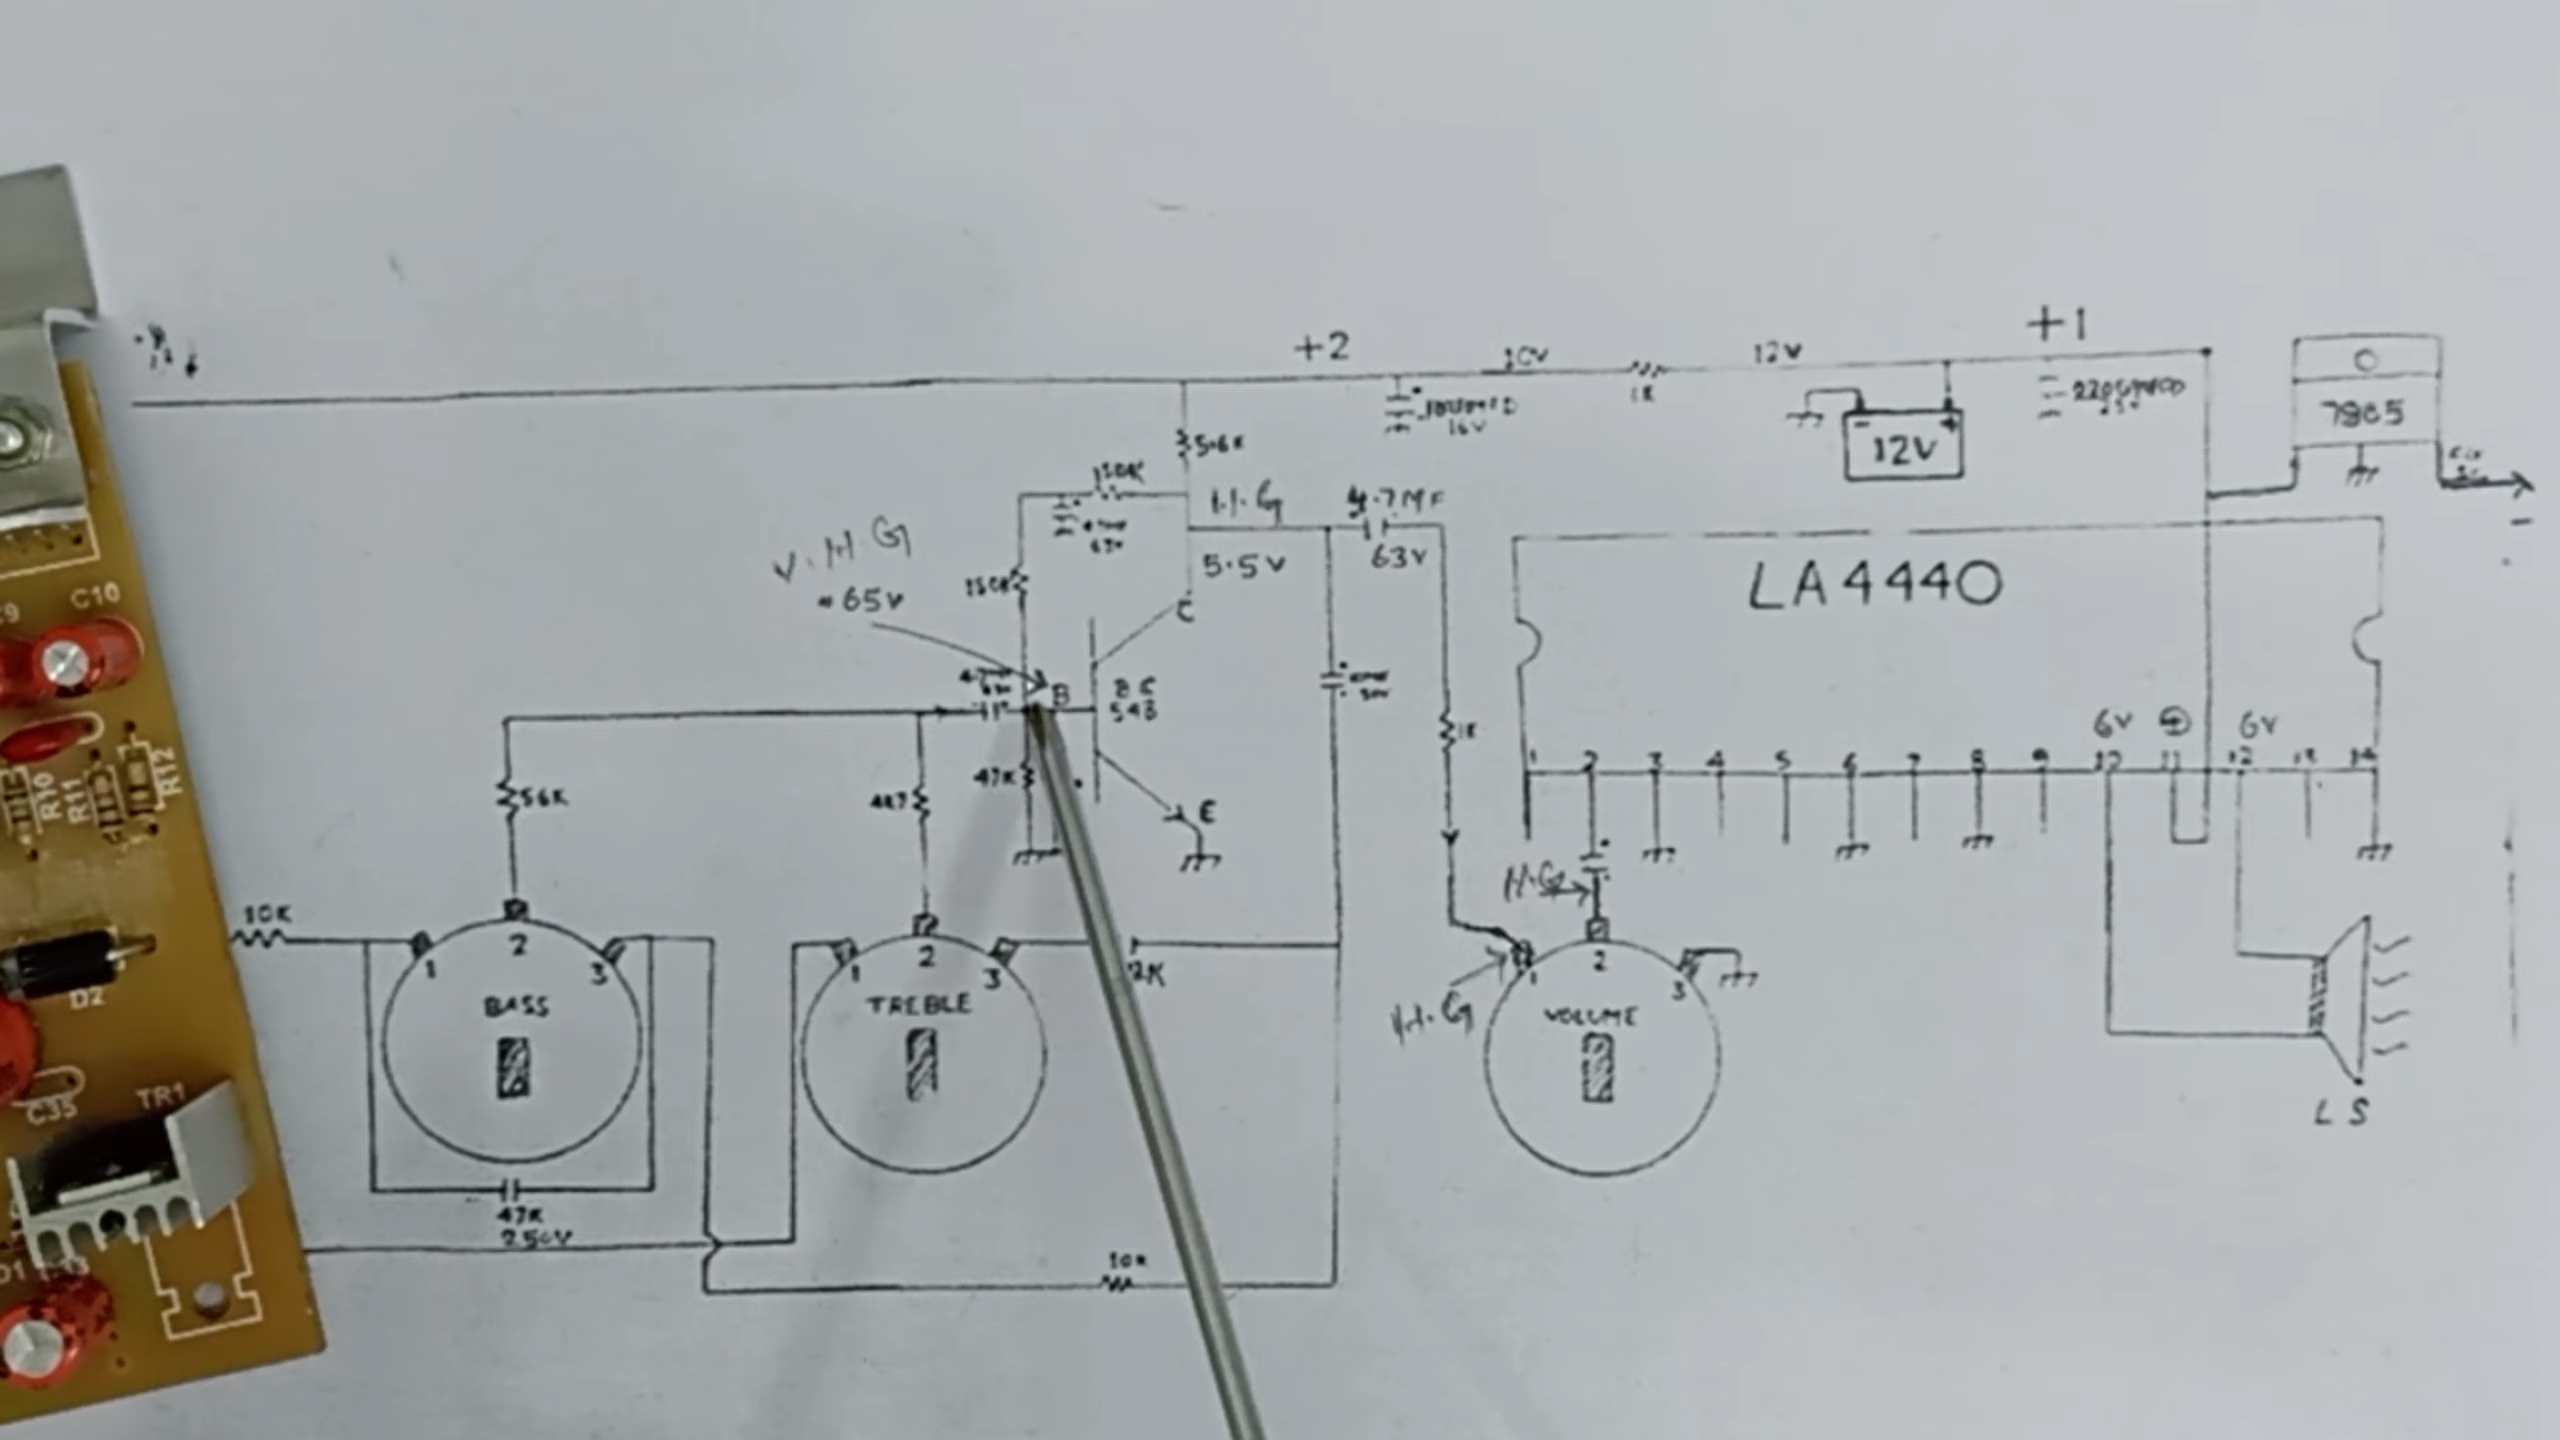 +2
10V
1K
12V
+1
7805
12V
5.6K
150K
H.G
4.7MF
63V
5.5V
V.H.G
.65V
150K
C
LA4440
B
BC
548
1K
6V
+
6V
1 2 3 4 5 6 7 8 9 10 11 12 13 14
56K
4K7
47K
E
H.G
10K
1 2 3
BASS
1 2 3
TREBLE
2K
H.G
1 2 3
VOLUME
LS
47K
250V
10K
C9
C10
R10
R11
R12
D2
C35
TR1
D1